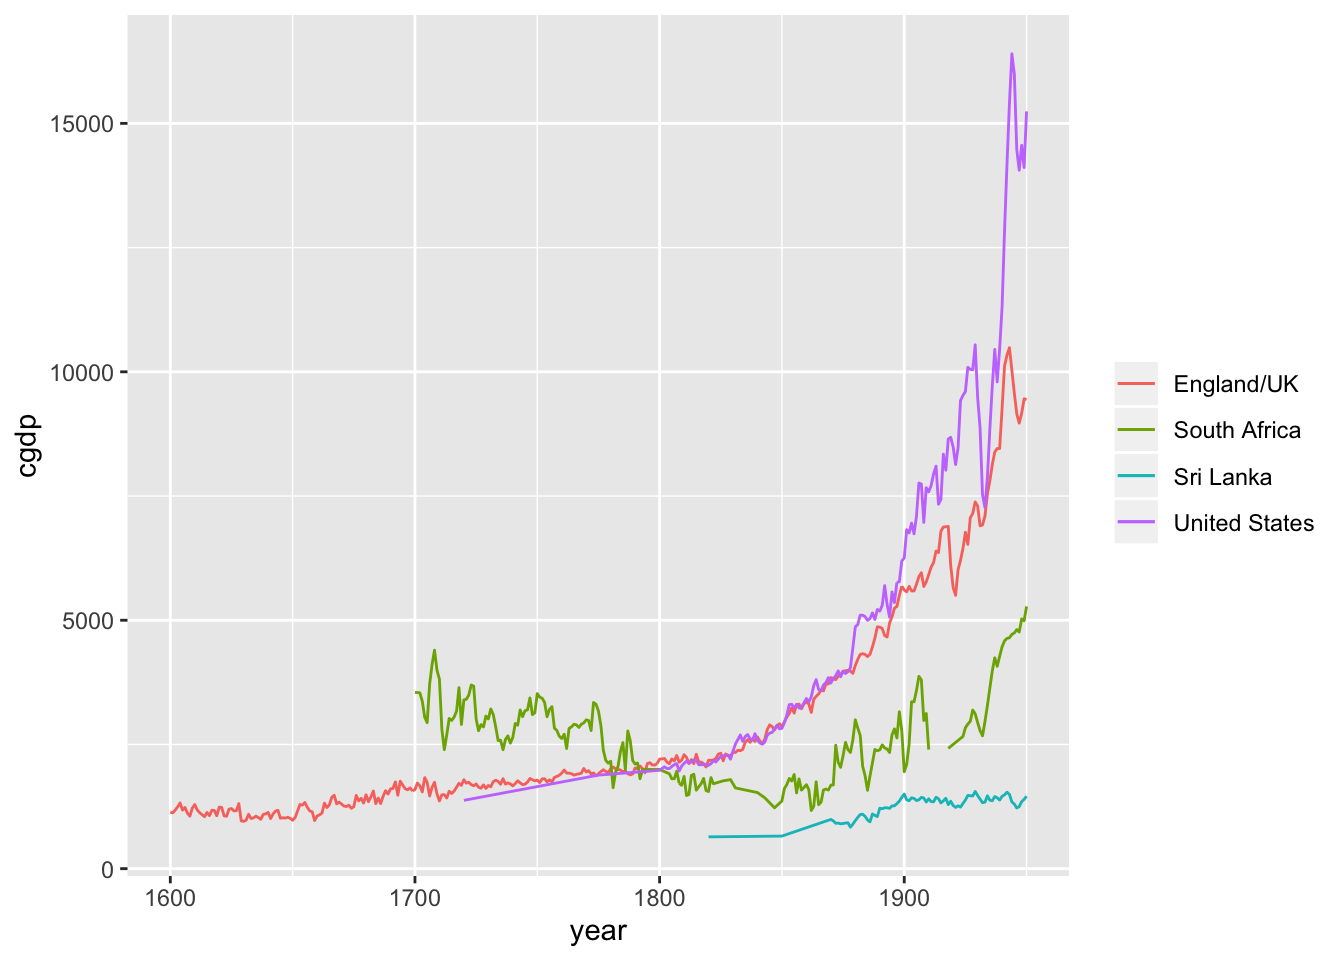 15000
10000
5000
0
cgdp
1600
1700
1800
1900
year
England/UK
South Africa
Sri Lanka
United States